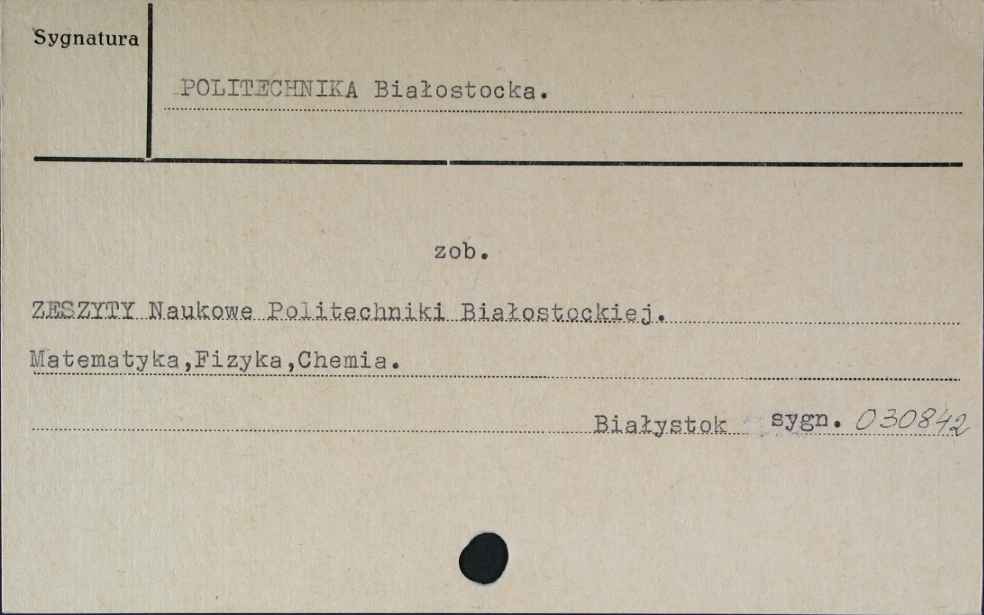 Sygnatura
POLITECHNIKA Białostocka.
zob.
ZESZYTY Naukowe Politechniki Białostockiej.
Matematyka,Fizyka,Chemia.
Białystok sygn. 030842